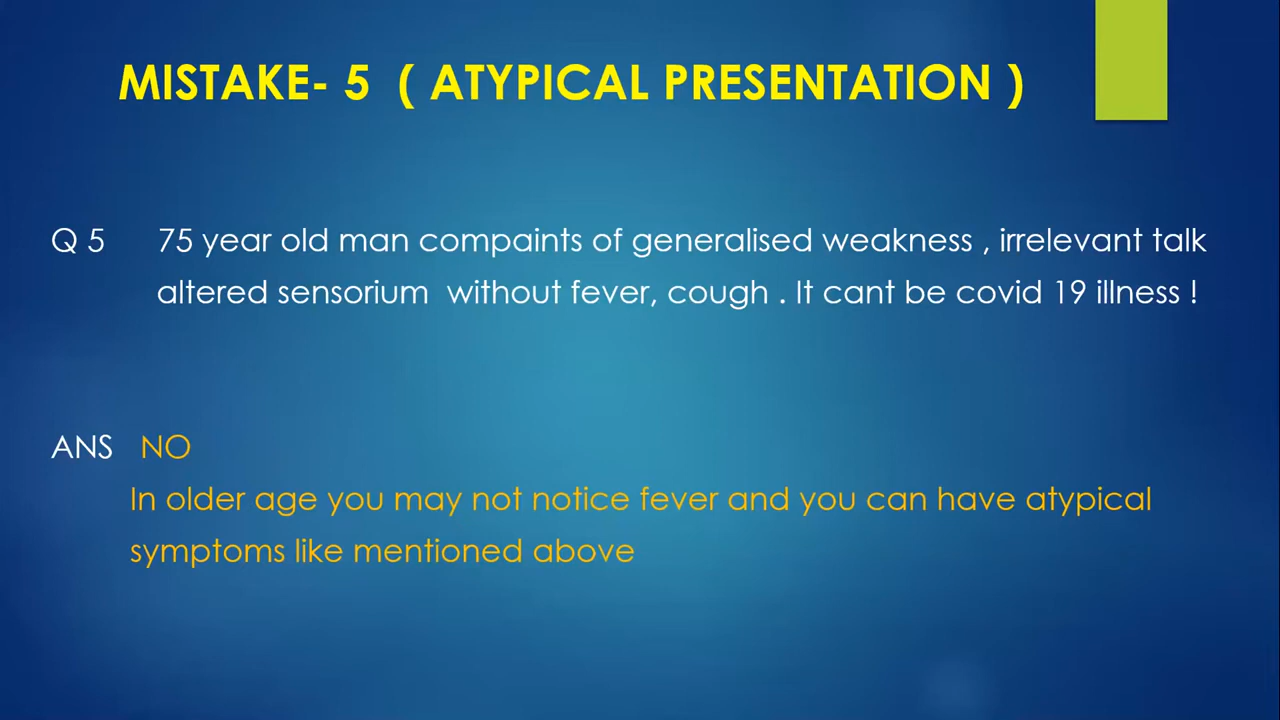 MISTAKE- 5 ( ATYPICAL PRESENTATION )
Q 5 75 year old man compaints of generalised weakness , irrelevant talk
altered sensorium without fever, cough . It cant be covid 19 illness !
ANS NO
In older age you may not notice fever and you can have atypical
symptoms like mentioned above